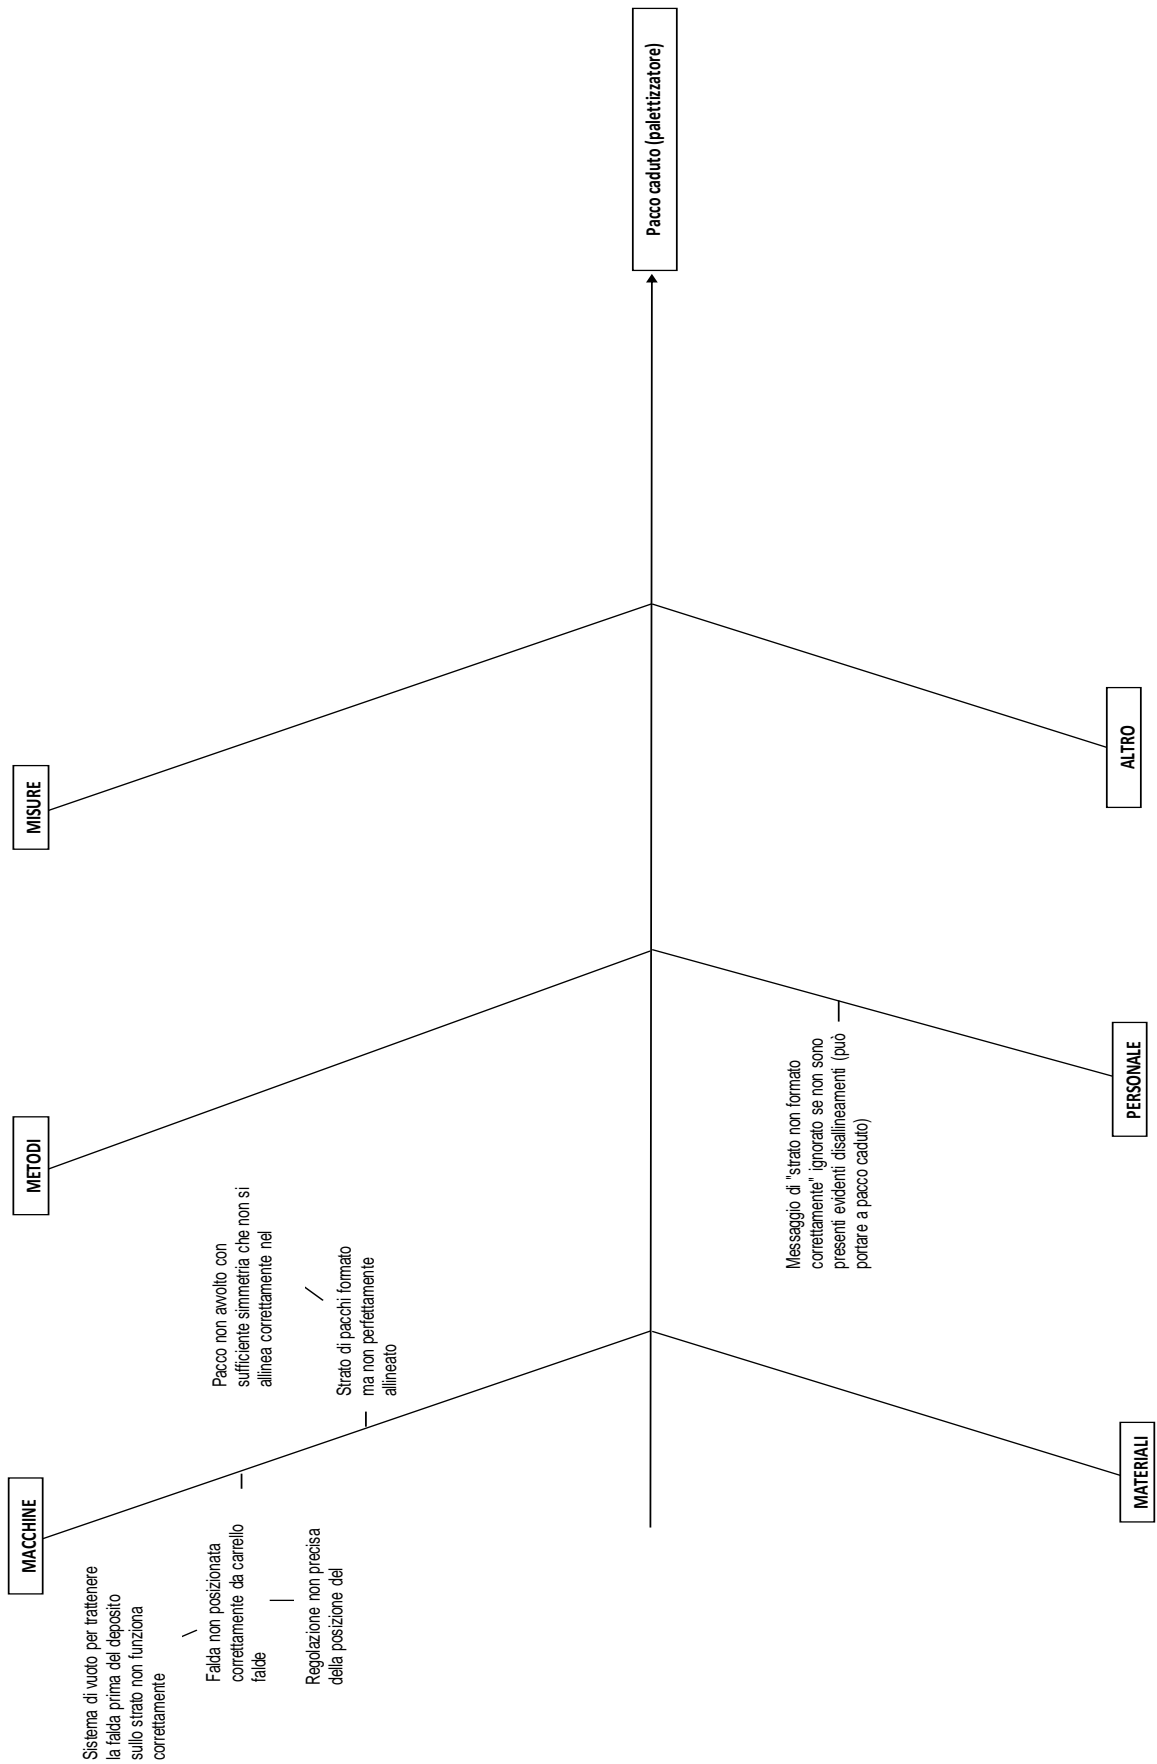 MACCHINE
METODI
MISURE
Sistema di vuoto per trattenere
la falda prima del deposito
sullo strato non funziona
correttamente
Falda non posizionata
correttamente da carrello
falde
Regolazione non precisa
della posizione del
Pacco non avvolto con
sufficiente simmetria che non si
allinea correttamente nel
Strato di pacchi formato
ma non perfettamente
allineato
Pacco caduto (palettizzatore)
Messaggio di "strato non formato
correttamente" ignorato se non sono
presenti evidenti disallineamenti (può
portare a pacco caduto)
MATERIALI
PERSONALE
ALTRO